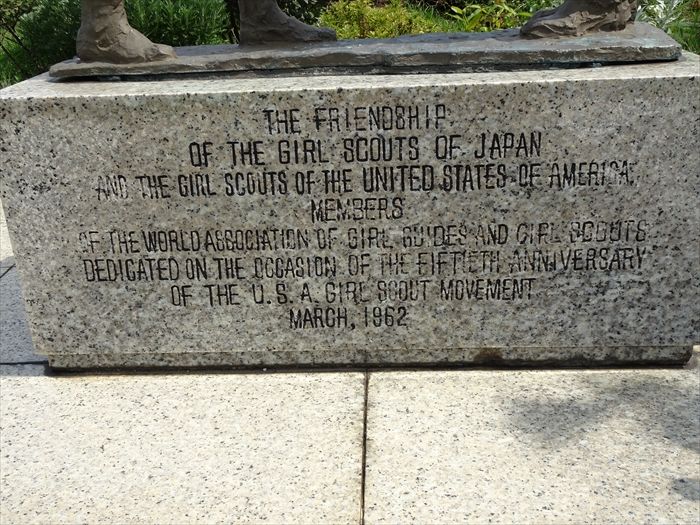 THE FRIENDSHIP
OF THE GIRL SCOUTS OF JAPAN
AND THE GIRL SCOUTS OF THE UNITED STATES OF AMERICA,
MEMBERS
OF THE WORLD ASSOCIATION OF GIRL GUIDES AND GIRL SCOUTS
DEDICATED ON THE OCCASION OF THE FIFTIETH ANNIVERSARY
OF THE U.S.A. GIRL SCOUT MOVEMENT
MARCH, 1962